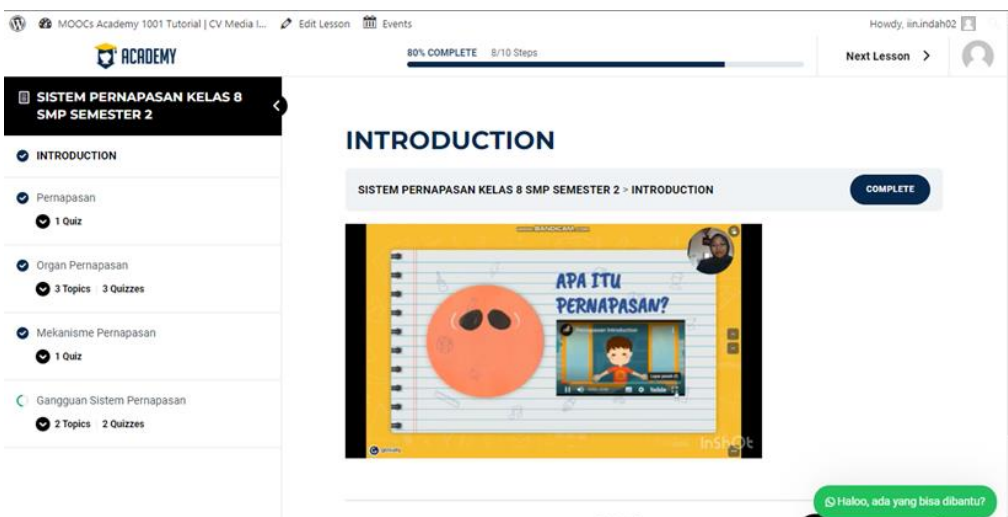 MOOCs Academy 1001 Tutorial | CV Media I... Edit Lesson Events Howdy, iin.indah02
ACADEMY
80% COMPLETE 8/10 Steps
Next Lesson >
SISTEM PERNAPASAN KELAS 8
SMP SEMESTER 2
INTRODUCTION
Pernapasan
1 Quiz
Organ Pernapasan
3 Topics 3 Quizzes
Mekanisme Pernapasan
1 Quiz
Gangguan Sistem Pernapasan
2 Topics 2 Quizzes
INTRODUCTION
SISTEM PERNAPASAN KELAS 8 SMP SEMESTER 2 > INTRODUCTION
COMPLETE
APA ITU
PERNAPASAN?
Pernapasan Introduction
InShOt
Haloo, ada yang bisa dibantu?